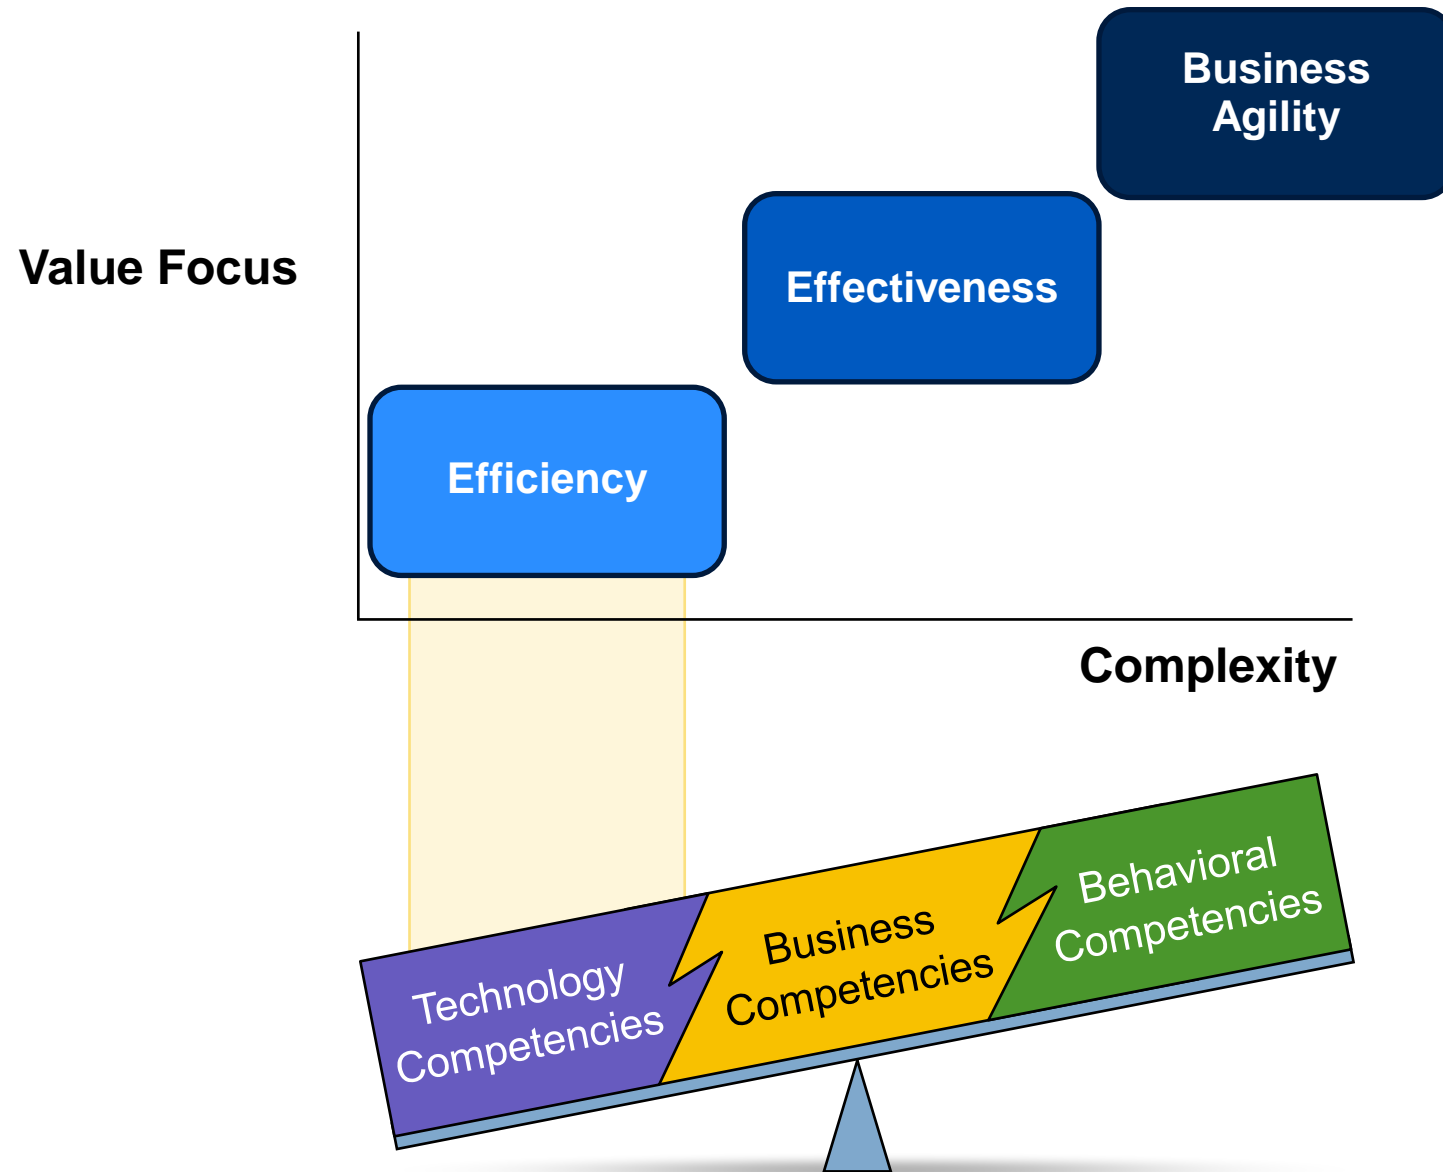 Business
Agility
Value Focus
Effectiveness
Efficiency
Complexity
Technology
Competencies
Business
Competencies
Behavioral
Competencies